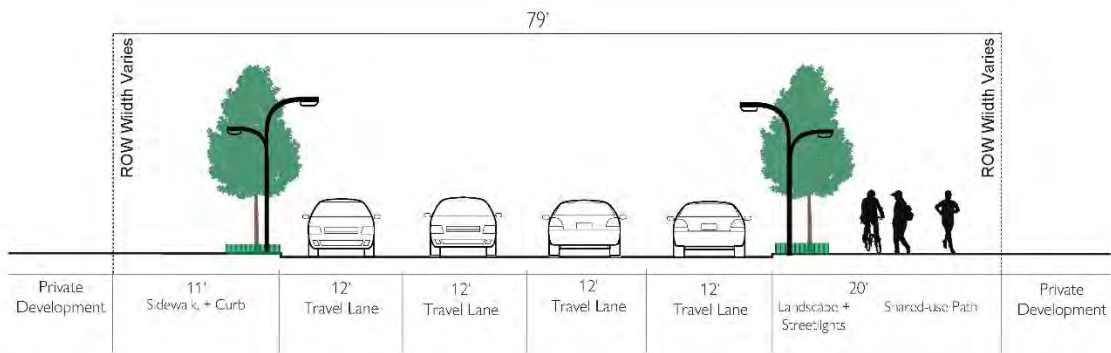 79'
ROW Width Varies
ROW Width Varies
Private
Development
11'
Sidewalk, + Curb
12'
Travel Lane
12'
Travel Lane
12'
Travel Lane
12'
Travel Lane
20'
Landscape +
Streetlights
Shared-use Path
Private
Development